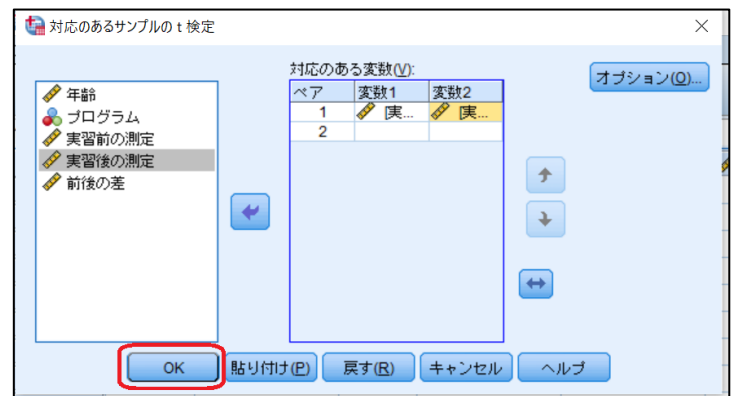 対応のあるサンプルの t 検定
対応のある変数(V):
オプション(O)...
ペア 変数1 変数2
1 [実... [実...
2
年齢
プログラム
実習前の測定
実習後の測定
前後の差
OK 貼り付け(P) 戻す(R) キャンセル ヘルプ